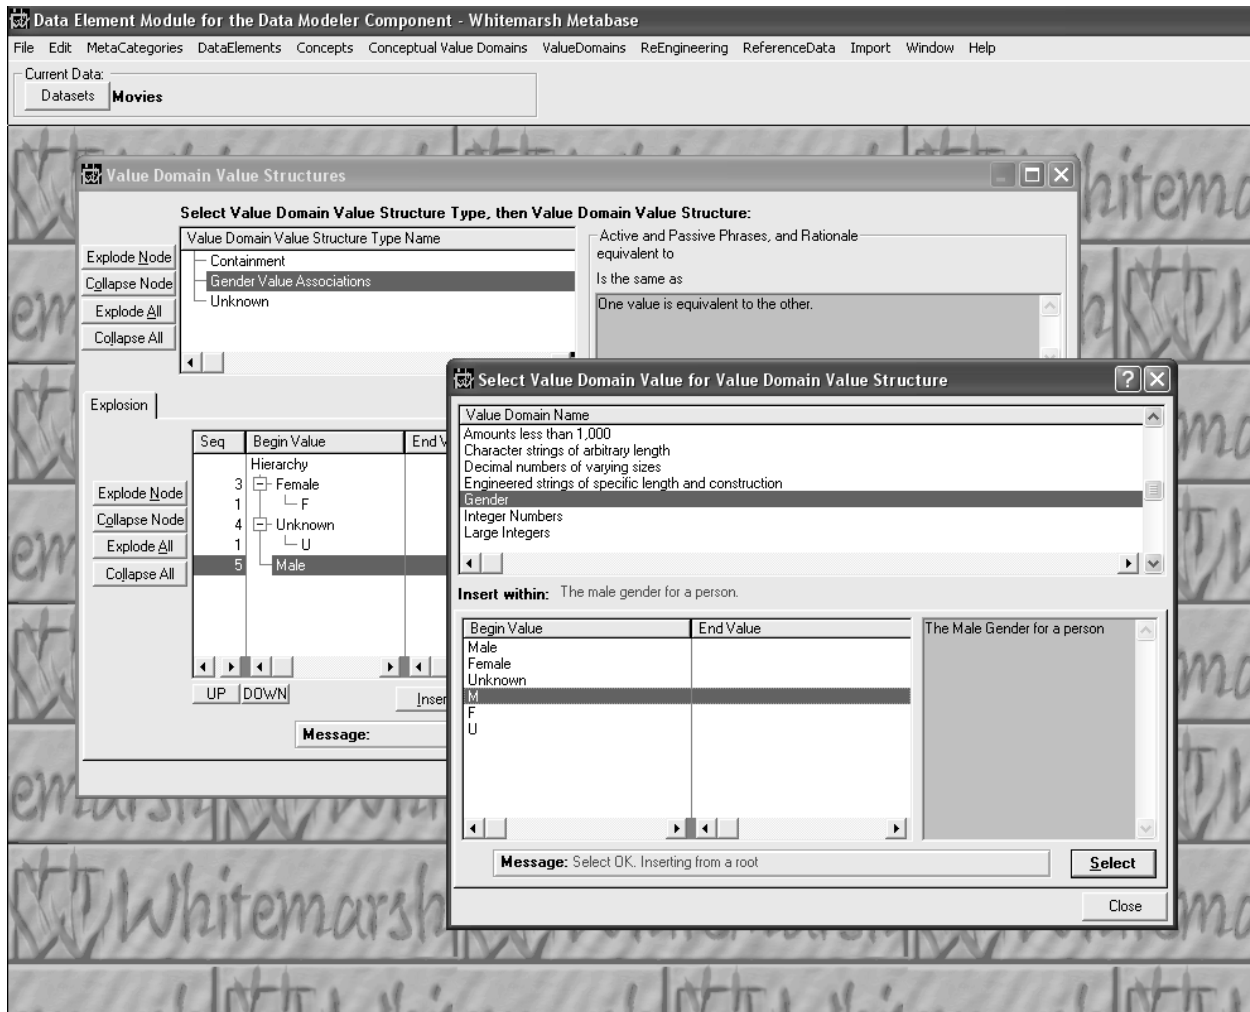 Data Element Module for the Data Modeler Component - Whitemarsh Metabase
File Edit MetaCategories DataElements Concepts Conceptual Value Domains ValueDomains ReEngineering ReferenceData Import Window Help
Current Data:
Datasets Movies
Value Domain Value Structures
Select Value Domain Value Structure Type, then Value Domain Value Structure:
Value Domain Value Structure Type Name
Containment
Gender Value Associations
Unknown
Explode Node
Collapse Node
Explode All
Collapse All
Active and Passive Phrases, and Rationale
equivalent to
Is the same as
One value is equivalent to the other.
Explosion
Seq Begin Value End V
Hierarchy
3 Female
1 F
4 Unknown
1 U
5 Male
Explode Node
Collapse Node
Explode All
Collapse All
UP DOWN Inser
Message:
Select Value Domain Value for Value Domain Value Structure
Value Domain Name
Amounts less than 1,000
Character strings of arbitrary length
Decimal numbers of varying sizes
Engineered strings of specific length and construction
Gender
Integer Numbers
Large Integers
Insert within: The male gender for a person.
Begin Value End Value
Male
Female
Unknown
M
F
U
The Male Gender for a person
Message: Select OK. Inserting from a root
Select
Close
Whitemarsh